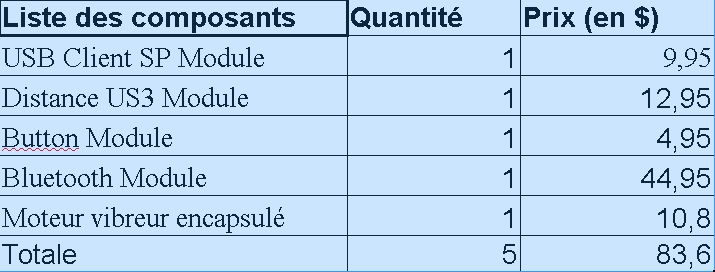 Liste des composants Quantité Prix (en $)
USB Client SP Module 1 9,95
Distance US3 Module 1 12,95
Button Module 1 4,95
Bluetooth Module 1 44,95
Moteur vibreur encapsulé 1 10,8
Totale 5 83,6